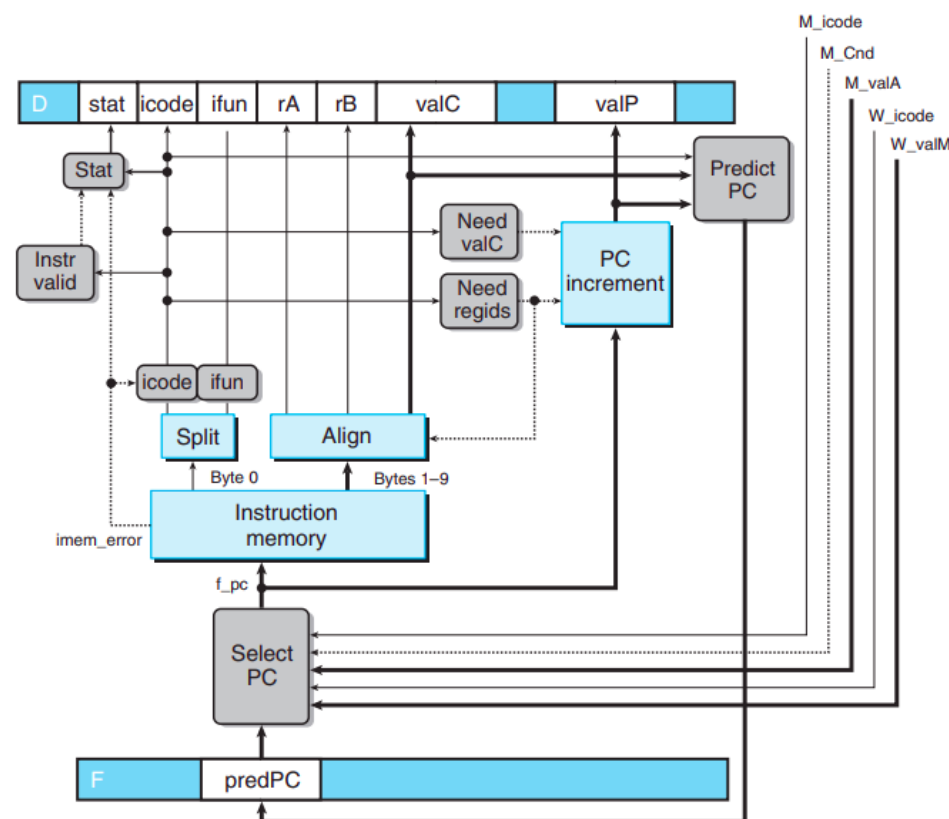 M_icode
M_Cnd
M_valA
W_icode
W_valM
D stat icode ifun rA rB valC valP
Stat
Predict
PC
Need
valC
Instr
valid
PC
increment
Need
regids
icode ifun
Split
Align
Byte 0
Bytes 1–9
Instruction
memory
imem_error
f_pc
Select
PC
F predPC